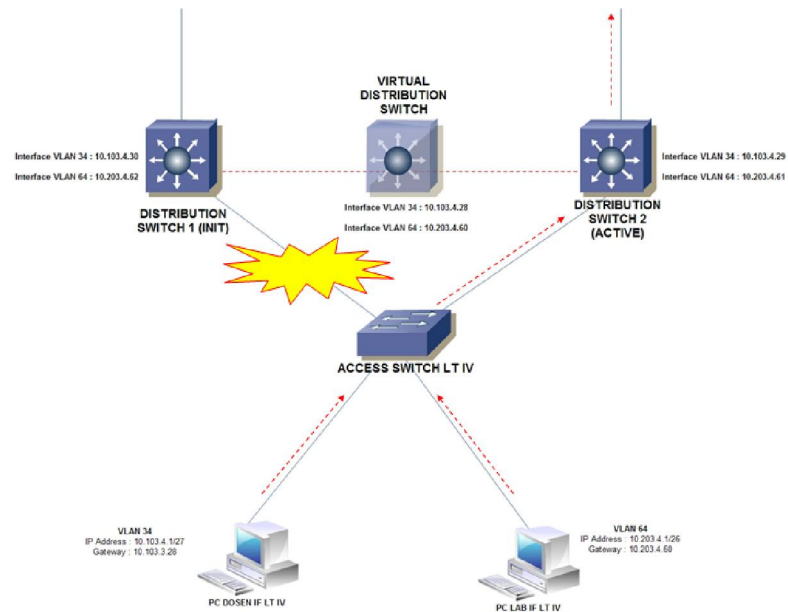 VIRTUAL
DISTRIBUTION
SWITCH
Interface VLAN 34 : 10.103.4.30
Interface VLAN 64 : 10.203.4.62
Interface VLAN 34 : 10.103.4.29
Interface VLAN 64 : 10.203.4.61
DISTRIBUTION
SWITCH 1 (INIT)
Interface VLAN 34 : 10.103.4.28
Interface VLAN 64 : 10.203.4.60
DISTRIBUTION
SWITCH 2
(ACTIVE)
ACCESS SWITCH LT IV
VLAN 34
IP Address : 10.103.4.1/27
Gateway : 10.103.3.28
PC DOSEN IF LT IV
VLAN 64
IP Address : 10.203.4.1/26
Gateway : 10.203.4.60
PC LAB IF LT IV